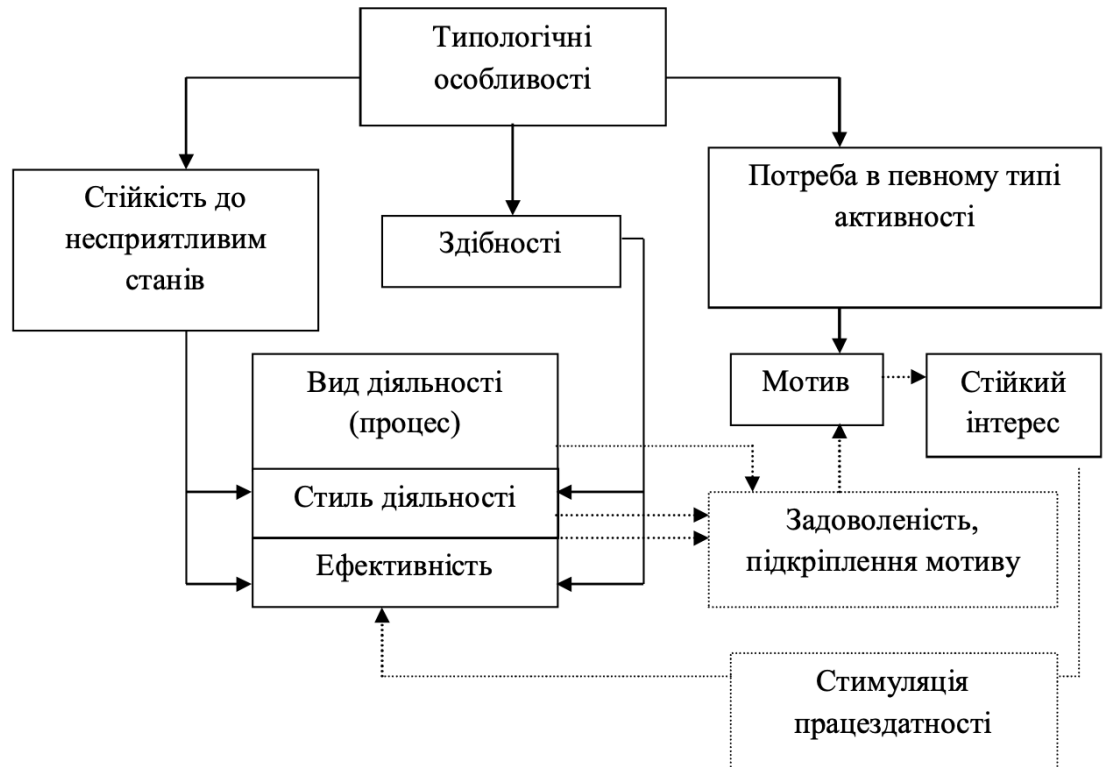 Типологічні
особливості
Стійкість до
несприятливим
станів
Здібності
Потреба в певному типі
активності
Вид діяльності
(процес)
Мотив
Стійкий
інтерес
Стиль діяльності
Задоволеність,
підкріплення мотиву
Ефективність
Стимуляція
працездатності